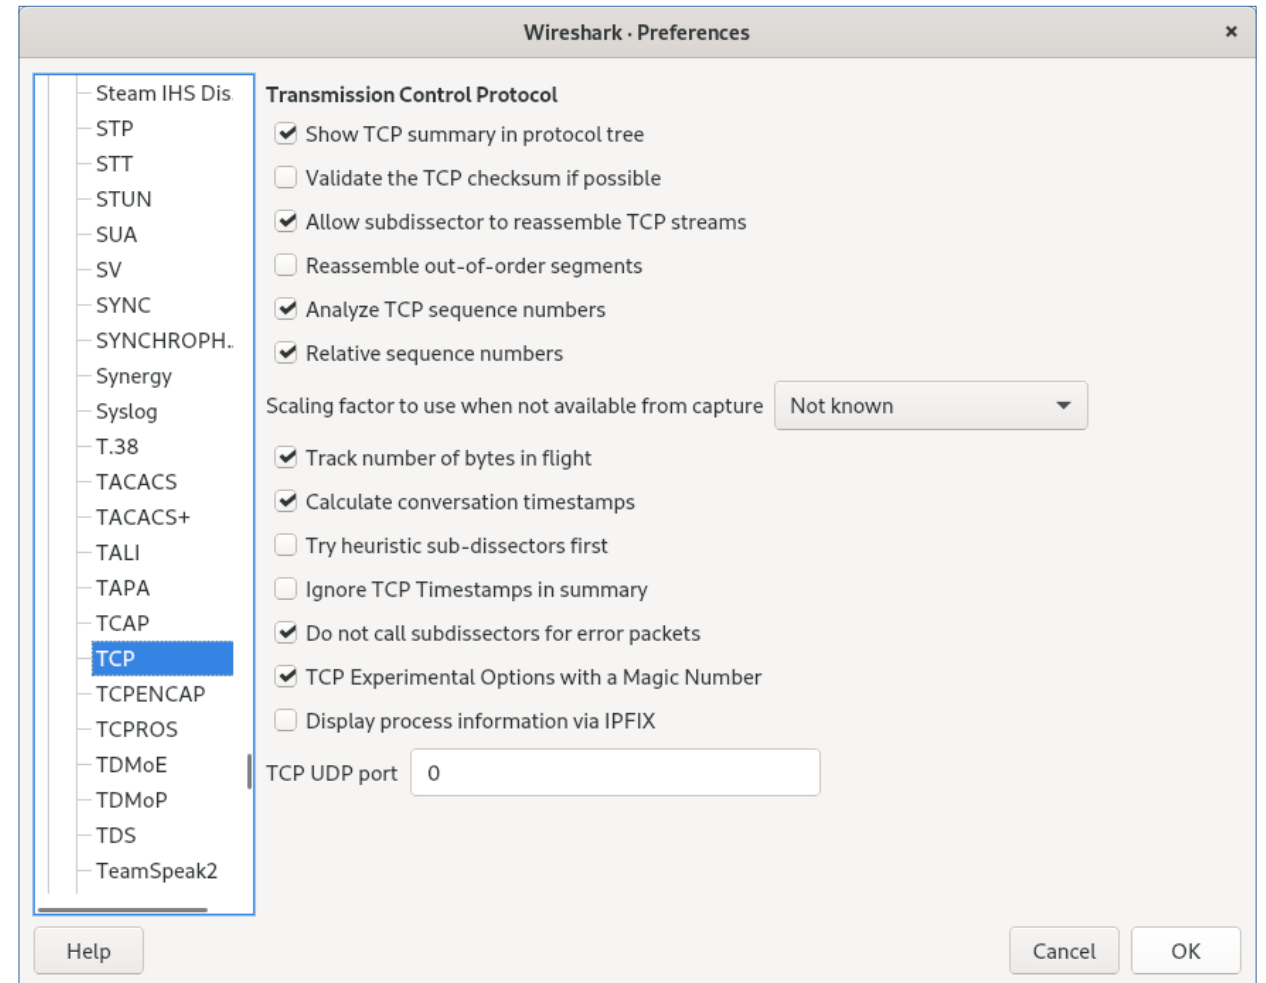 Wireshark · Preferences
×
Steam IHS Dis
STP
STT
STUN
SUA
SV
SYNC
SYNCHROPH..
Synergy
Syslog
T.38
TACACS
TACACS+
TALI
TAPA
TCAP
TCP
TCPENCAP
TCPROS
TDMoE
TDMoP
TDS
TeamSpeak2
Transmission Control Protocol
Show TCP summary in protocol tree
Validate the TCP checksum if possible
Allow subdissector to reassemble TCP streams
Reassemble out-of-order segments
Analyze TCP sequence numbers
Relative sequence numbers
Scaling factor to use when not available from capture Not known
Track number of bytes in flight
Calculate conversation timestamps
Try heuristic sub-dissectors first
Ignore TCP Timestamps in summary
Do not call subdissectors for error packets
TCP Experimental Options with a Magic Number
Display process information via IPFIX
TCP UDP port 0
Help Cancel OK